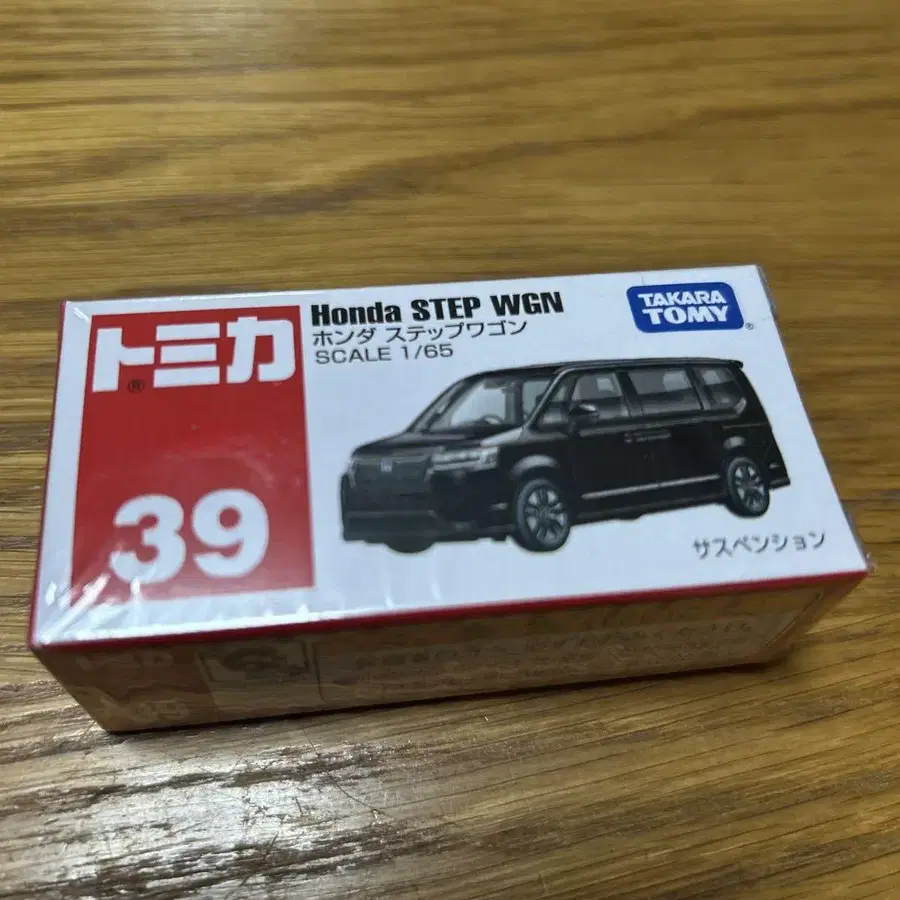 トミカ®
39
Honda STEP WGN
ホンダ ステップワゴン
SCALE 1/65
TAKARA
TOMY®
サスペンション